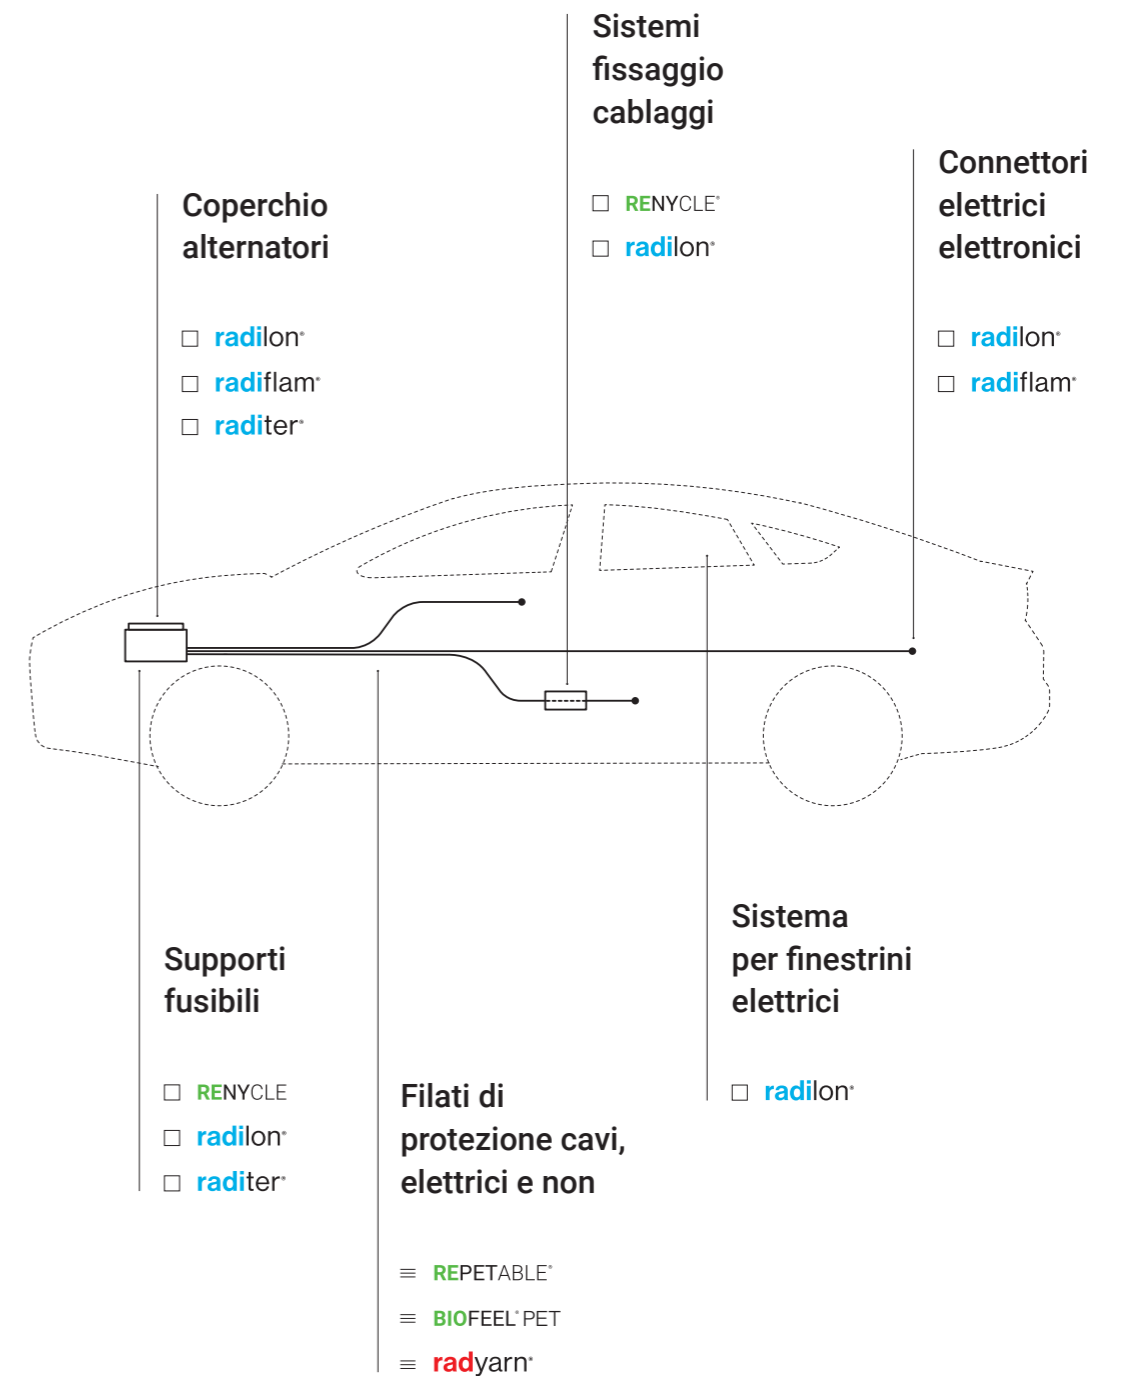 Sistemi
fissaggio
cablaggi
RENYCLE®
radilon®
Connettori
elettrici
elettronici
radilon®
radiflam®
Coperchio
alternatori
radilon®
radiflam®
raditer®
Supporti
fusibili
RENYCLE
radilon®
raditer®
Filati di
protezione cavi,
elettrici e non
REPETABLE®
BIOFEEL® PET
radyarn®
Sistema
per finestrini
elettrici
radilon®